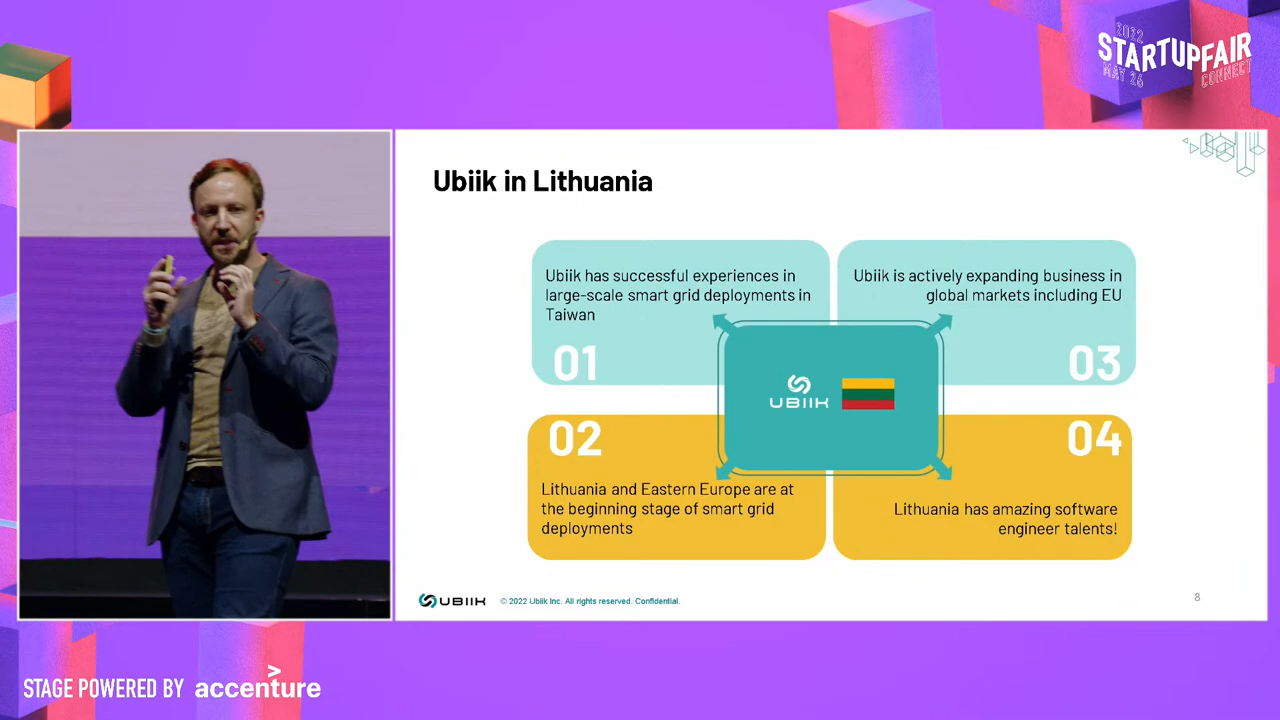 2022
STARTUPFAIR
MAY 26
CONNECT
Ubiik in Lithuania
Ubiik has successful experiences in
large-scale smart grid deployments in
Taiwan
01
Ubiik is actively expanding business in
global markets including EU
03
UBIIK
02
Lithuania and Eastern Europe are at
the beginning stage of smart grid
deployments
04
Lithuania has amazing software
engineer talents!
UBIIK
© 2022 Ubiik Inc. All rights reserved. Confidential.
8
STAGE POWERED BY accenture